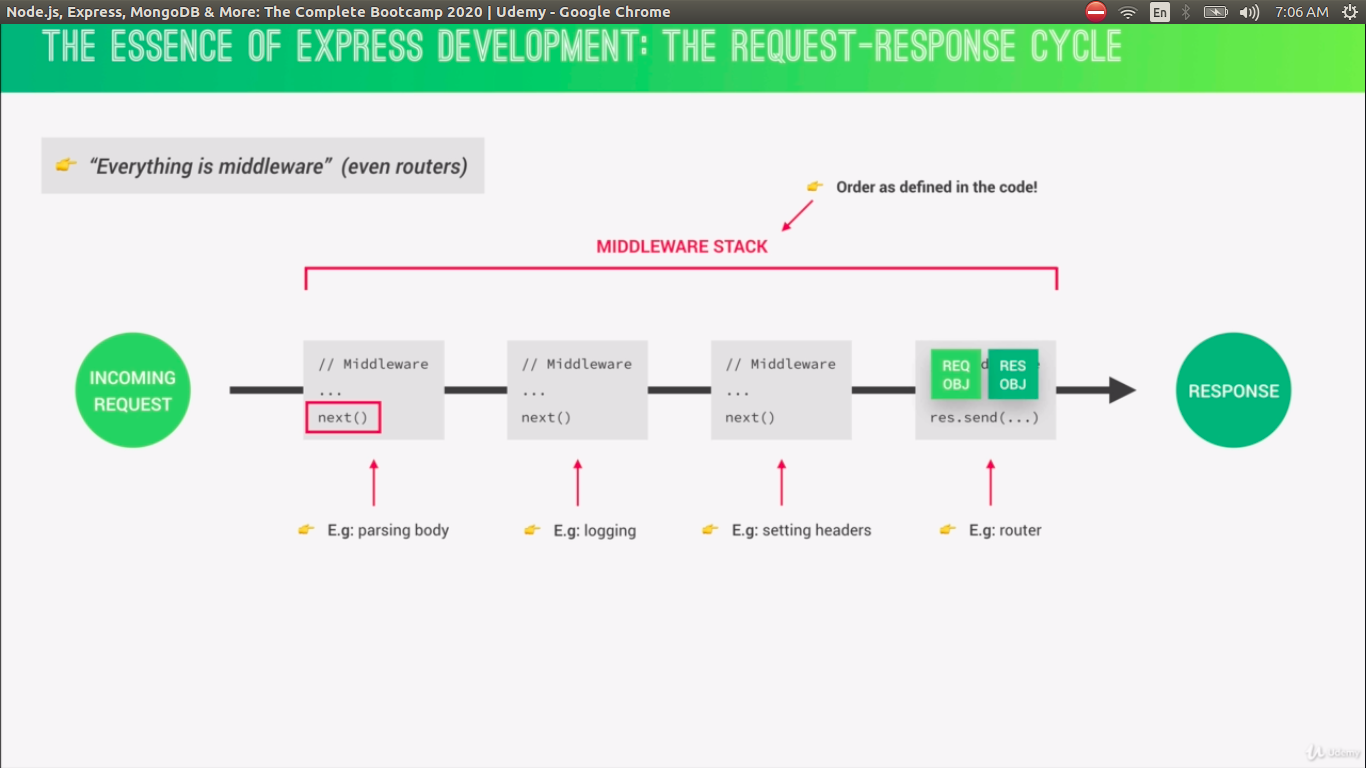 Node.js, Express, MongoDB & More: The Complete Bootcamp 2020 | Udemy - Google Chrome
En
7:06 AM
THE ESSENCE OF EXPRESS DEVELOPMENT: THE REQUEST-RESPONSE CYCLE
👉 “Everything is middleware” (even routers)
👉 Order as defined in the code!
MIDDLEWARE STACK
INCOMING
REQUEST
// Middleware
...
next()
// Middleware
...
next()
// Middleware
...
next()
REQ
OBJ
RES
OBJ
res.send(...)
RESPONSE
👉 E.g: parsing body
👉 E.g: logging
👉 E.g: setting headers
👉 E.g: router
Udemy